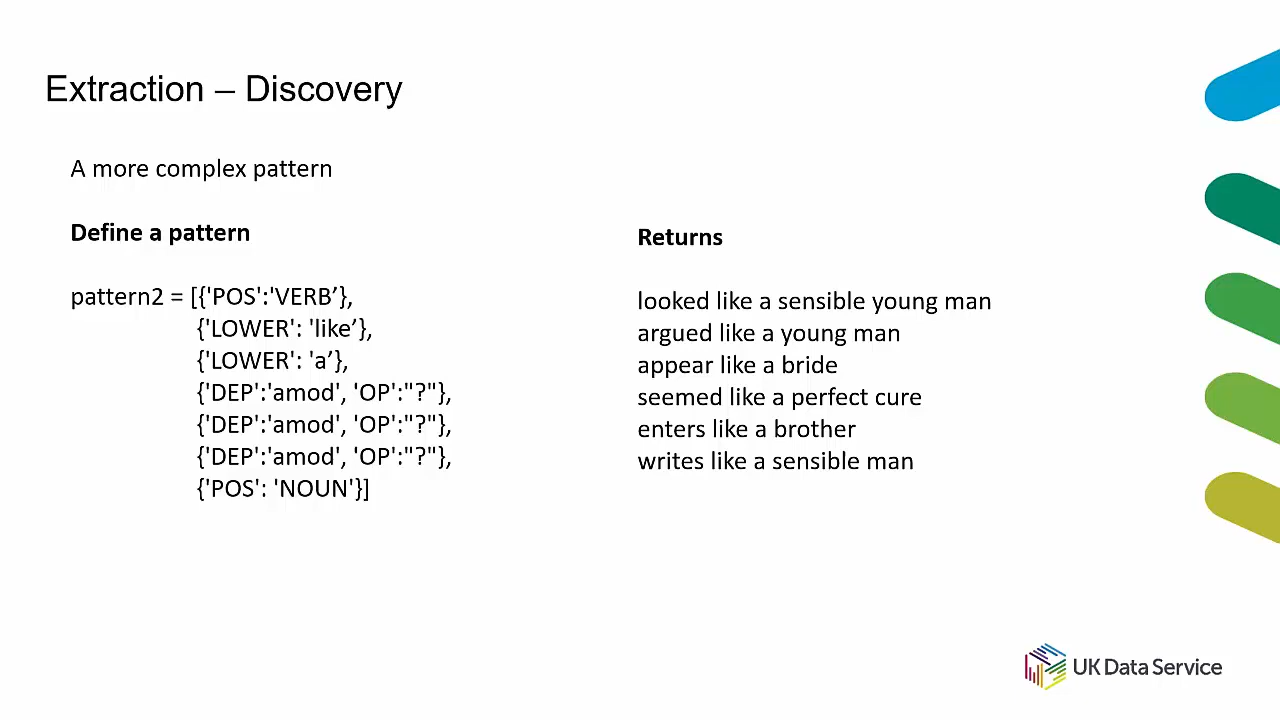 Extraction – Discovery
A more complex pattern
Define a pattern
pattern2 = [{'POS':'VERB’},
{'LOWER': 'like’},
{'LOWER': 'a’},
{'DEP':'amod', 'OP':"?"},
{'DEP':'amod', 'OP':"?"},
{'DEP':'amod', 'OP':"?"},
{'POS': 'NOUN'}]
Returns
looked like a sensible young man
argued like a young man
appear like a bride
seemed like a perfect cure
enters like a brother
writes like a sensible man
UK Data Service